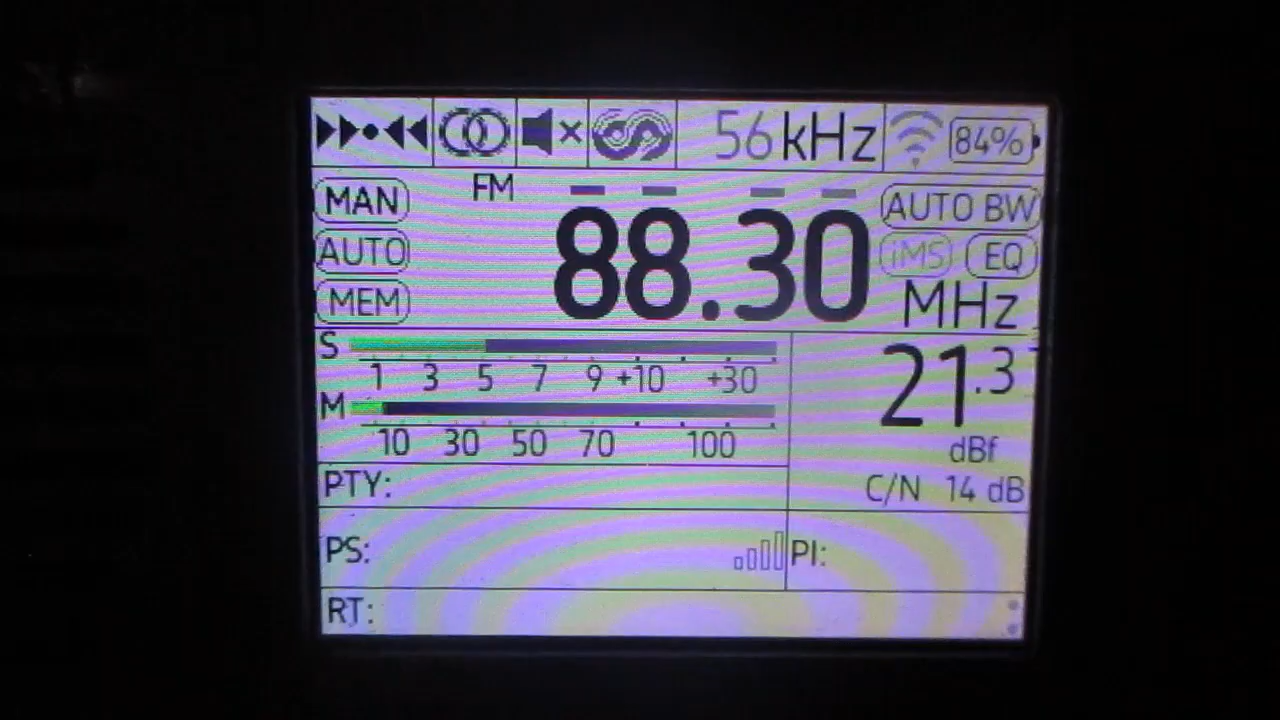 56 kHz 84%
MAN FM 88.30 MHz AUTO BW
AUTO iMS EQ
MEM
S
1 3 5 7 9 +10 +30
M
10 30 50 70 100
21.3
dBf
C/N 14 dB
PTY:
PS: PI:
RT: